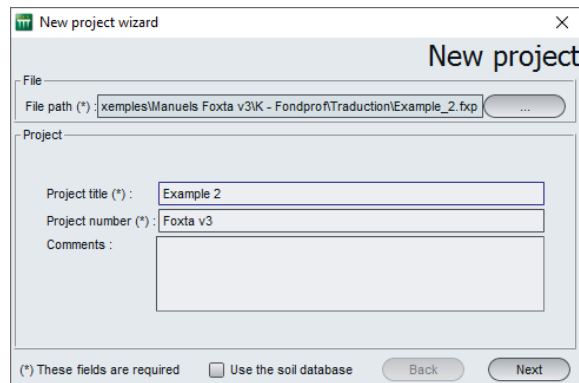 New project wizard
New project
File
File path (*) : xemples\Manuels Foxta v3\K - Fondprof\Traduction\Example_2.fxp ...
Project
Project title (*) : Example 2
Project number (*) : Foxta v3
Comments :
(*) These fields are required Use the soil database Back Next